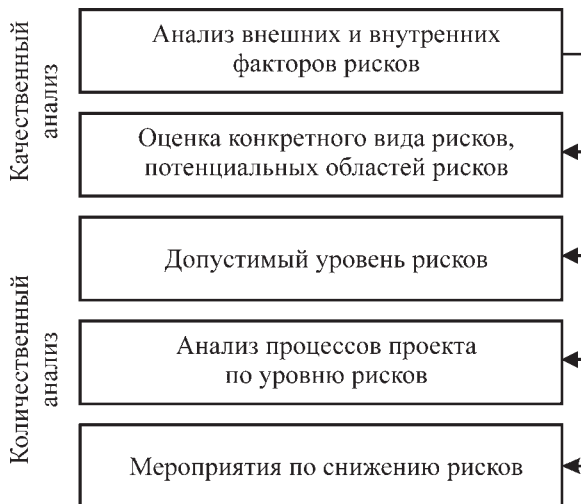 Качественный
анализ
Анализ внешних и внутренних
факторов рисков
Оценка конкретного вида рисков,
потенциальных областей рисков
Количественный
анализ
Допустимый уровень рисков
Анализ процессов проекта
по уровню рисков
Мероприятия по снижению рисков